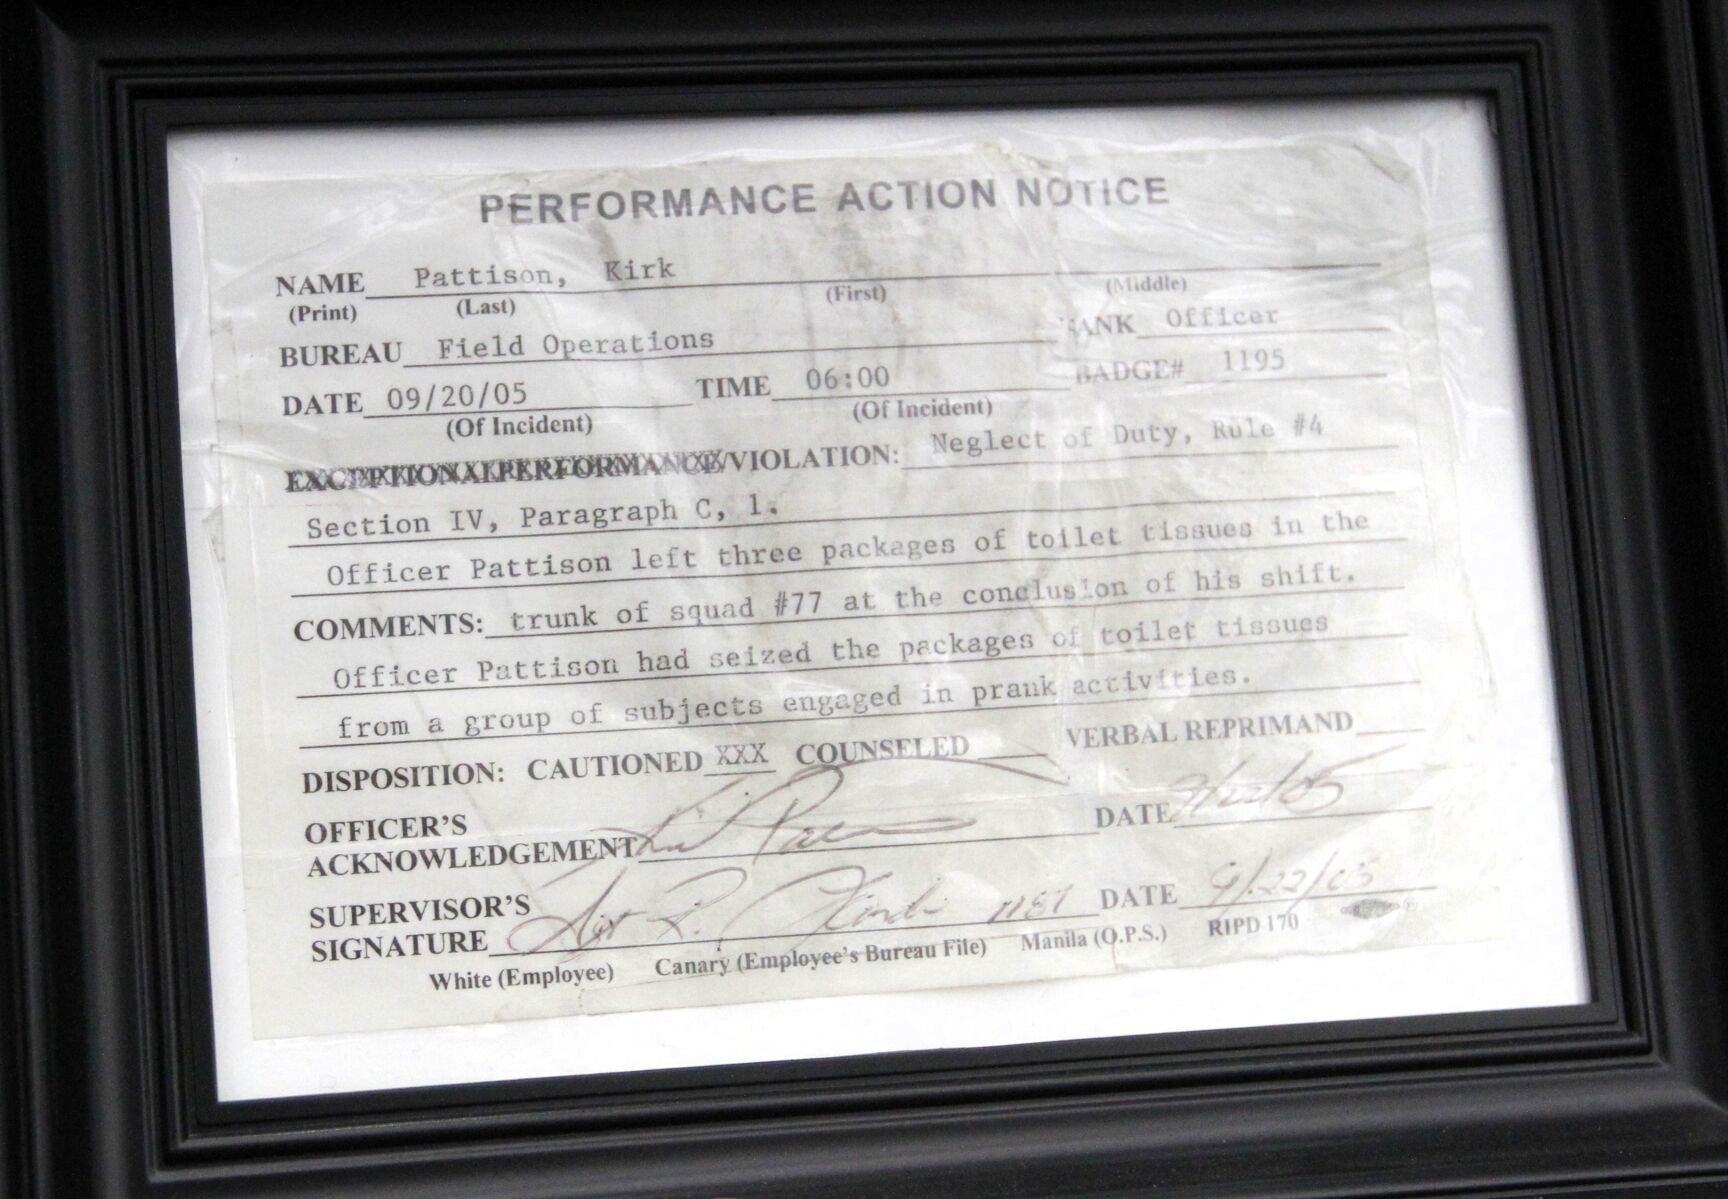 PERFORMANCE ACTION NOTICE
NAME Pattison, Kirk
(Print) (Last) (First) (Middle)
BUREAU Field Operations RANK Officer
DATE 09/20/05 TIME 06:00 BADGE# 1195
(Of Incident) (Of Incident)
EXCEPTIONAL PERFORMANCE/VIOLATION: Neglect of Duty, Rule #4
Section IV, Paragraph C, 1.
Officer Pattison left three packages of toilet tissues in the
COMMENTS: trunk of squad #77 at the conclusion of his shift.
Officer Pattison had seized the packages of toilet tissues
from a group of subjects engaged in prank activities.
DISPOSITION: CAUTIONED XXX COUNSELED VERBAL REPRIMAND
OFFICER'S
ACKNOWLEDGEMENT DATE 9/22/05
SUPERVISOR'S
SIGNATURE Sgt R. 1187 DATE 9/22/05
White (Employee) Canary (Employee's Bureau File) Manila (O.P.S.) RIPD 170